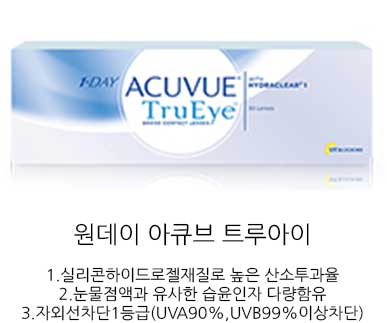 1-DAY
ACUVUE
TruEye
BRAND CONTACT LENSES
WITH
HYDRACLEAR 1
UV BLOCKING
원데이 아큐브 트루아이
1.실리콘하이드로젤재질로 높은 산소투과율
2.눈물점액과 유사한 습윤인자 다량함유
3.자외선차단1등급(UVA90%,UVB99%이상차단)